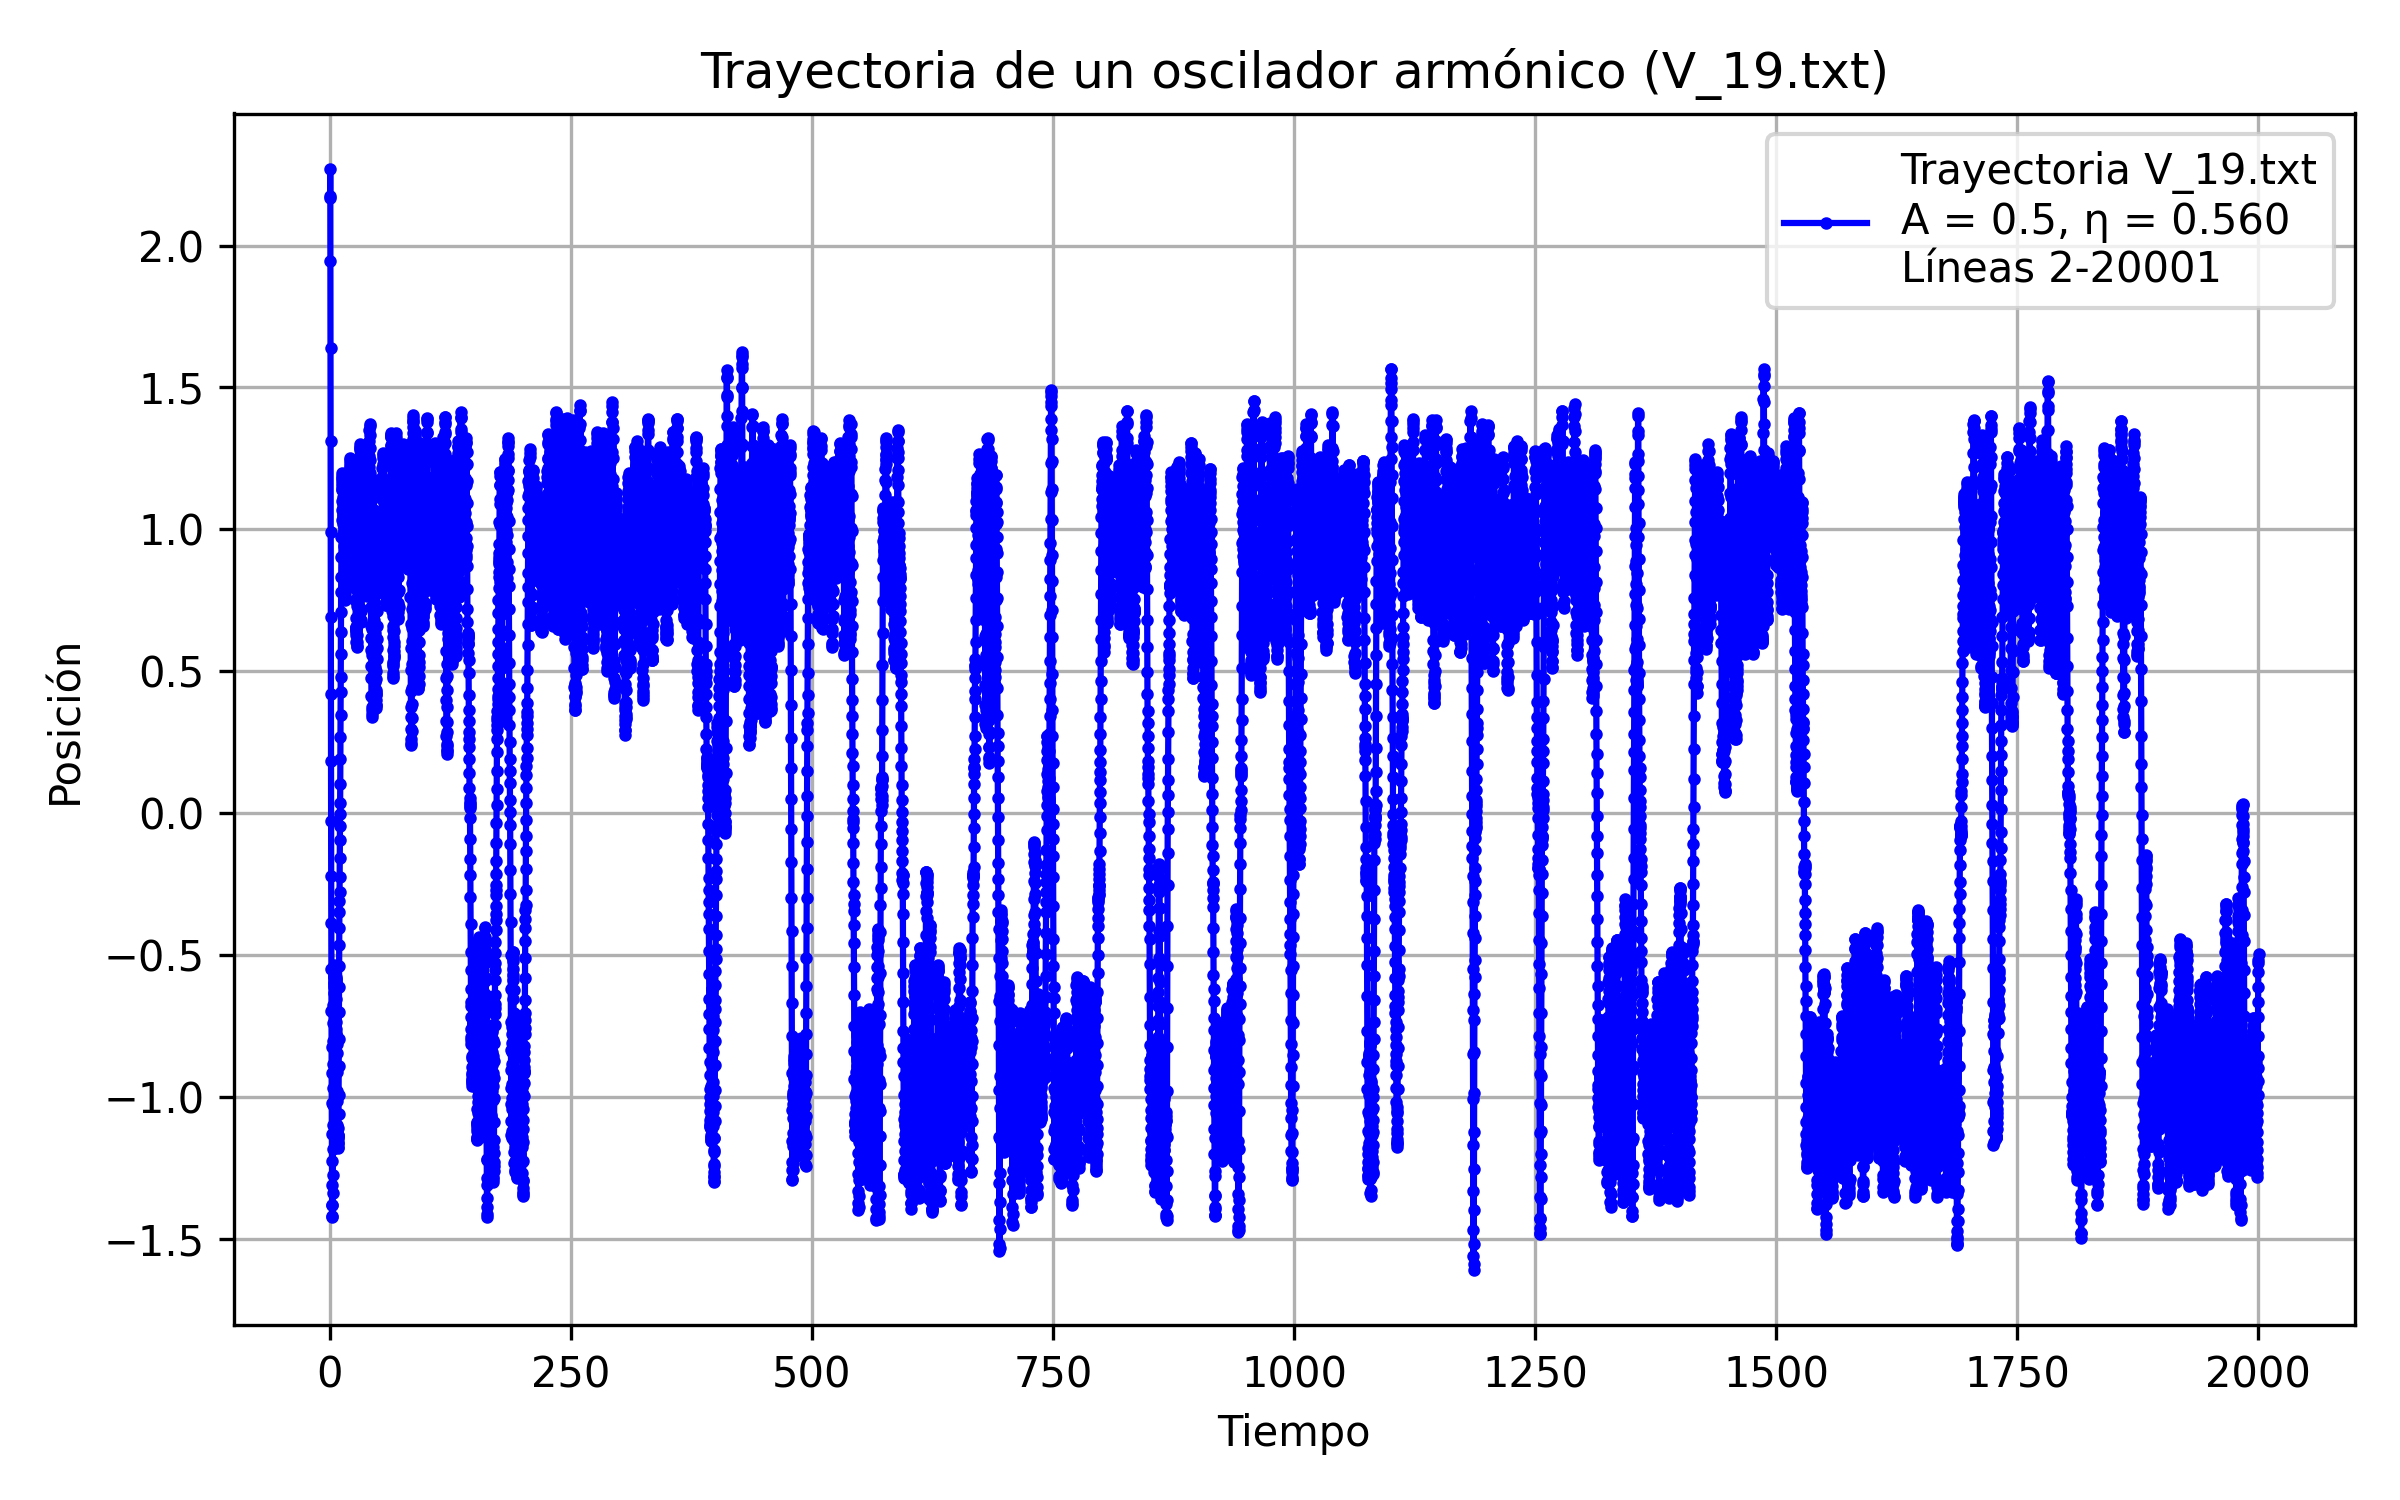 Trayectoria de un oscilador armónico (V_19.txt)
Trayectoria V_19.txt
A = 0.5, η = 0.560
Líneas 2-20001
Posición
2.0
1.5
1.0
0.5
0.0
−0.5
−1.0
−1.5
0 250 500 750 1000 1250 1500 1750 2000
Tiempo